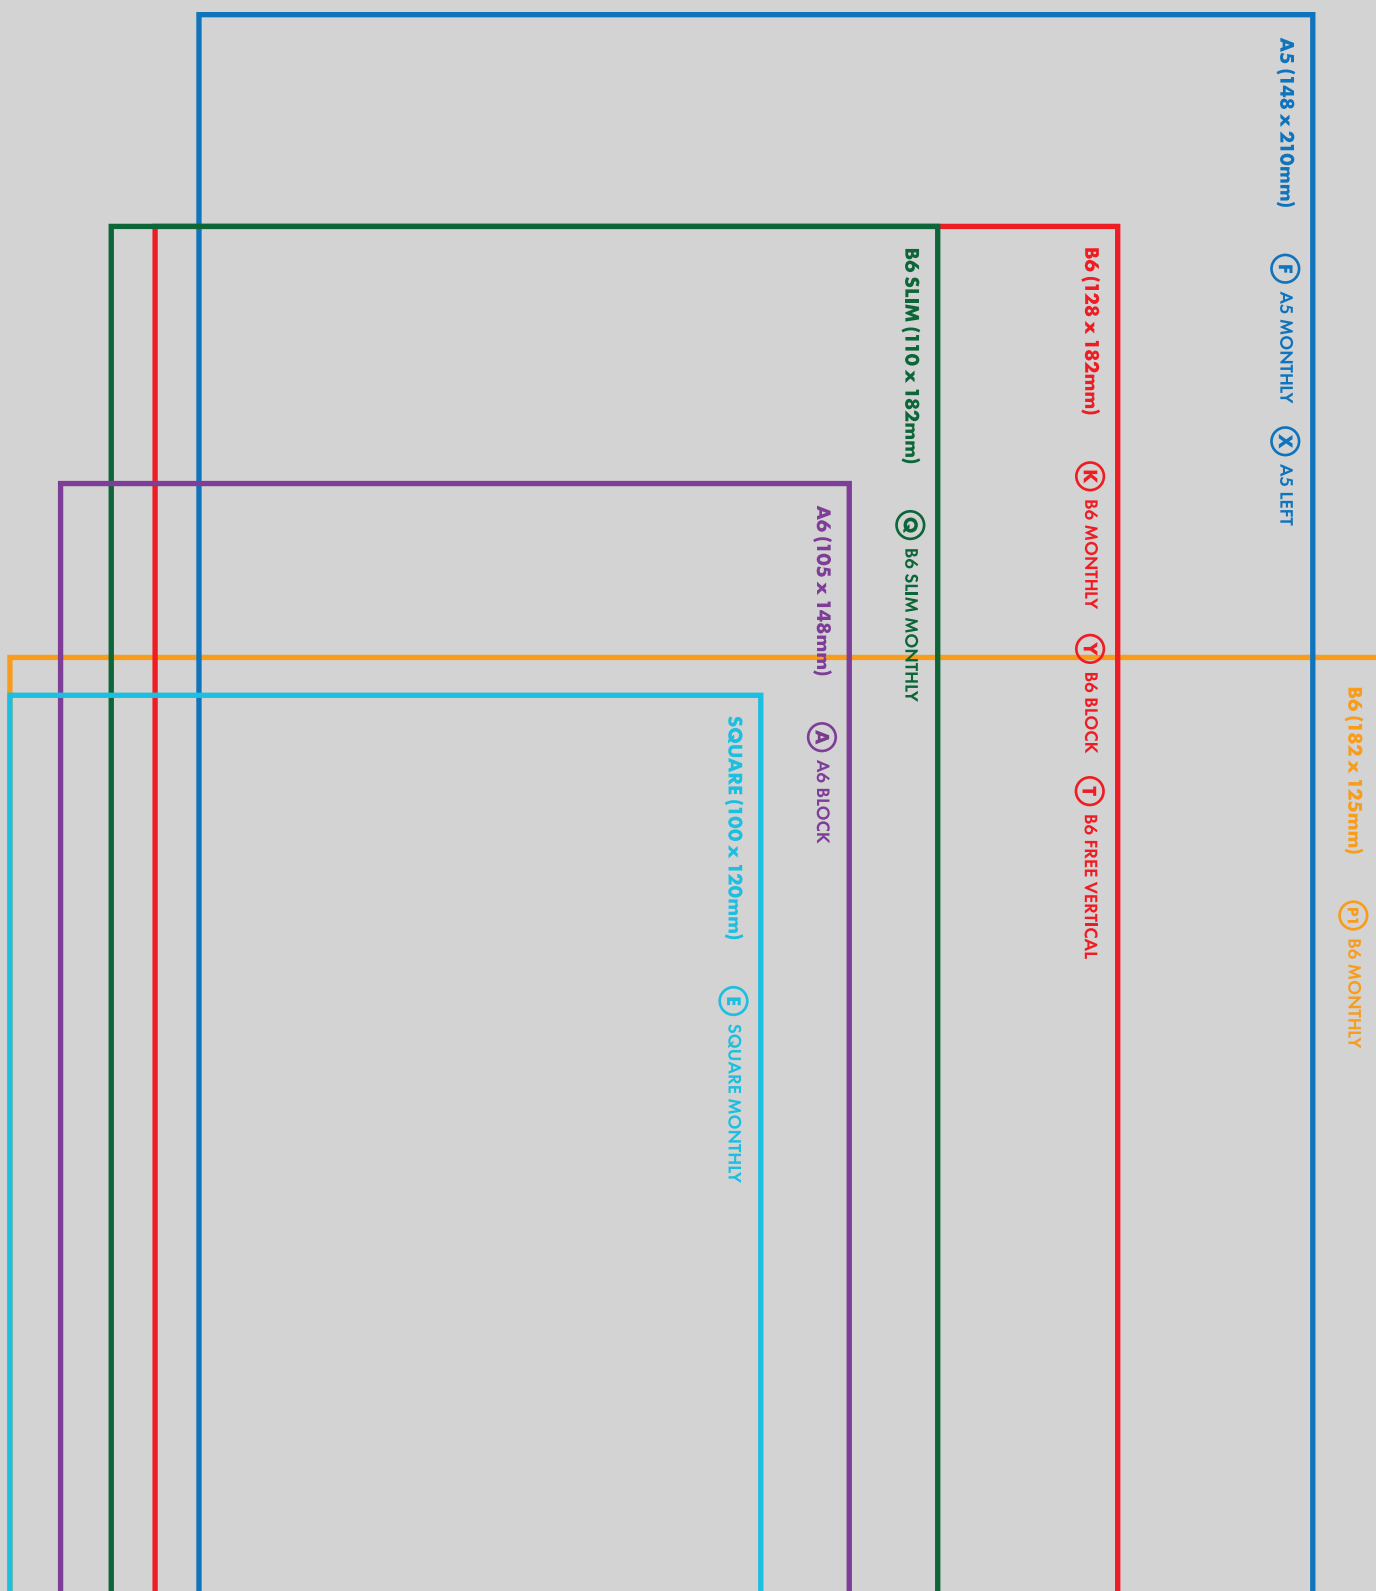 A5 (148 x 210mm) F A5 MONTHLY X A5 LEFT
B6 (128 x 182mm) K B6 MONTHLY Y B6 BLOCK T B6 FREE VERTICAL
B6 SLIM (110 x 182mm) Q B6 SLIM MONTHLY
A6 (105 x 148mm) A A6 BLOCK
B6 (182 x 125mm) P1 B6 MONTHLY
SQUARE (100 x 120mm) E SQUARE MONTHLY